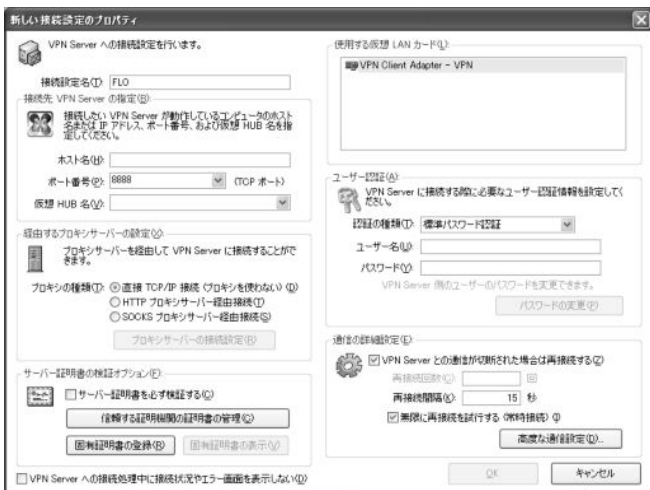 新しい接続設定のプロパティ
VPN Server への接続設定を行います。
接続設定名(T): FLO
接続先 VPN Server の指定(B):
接続したい VPN Server が動作しているコンピュータのホスト
名または IP アドレス、ポート番号、および仮想 HUB 名を指
定してください。
ホスト名(H):
ポート番号(P): 8888 (TCP ポート)
仮想 HUB 名(V):
経由するプロキシサーバーの設定(X):
プロキシサーバーを経由して VPN Server に接続することがで
きます。
プロキシの種類(T): 直接 TCP/IP 接続 (プロキシを使わない) (D)
HTTP プロキシサーバー経由接続(T)
SOCKS プロキシサーバー経由接続(S)
プロキシサーバーの接続設定(R)
サーバー証明書の検証オプション(F):
サーバー証明書を必ず検証する(C)
信頼する証明機関の証明書の管理(G)
固有証明書の登録(R) 固有証明書の表示(V)
VPN Server への接続処理中に接続状況やエラー画面を表示しない(D)
使用する仮想 LAN カード(L):
VPN Client Adapter - VPN
ユーザー認証(A):
VPN Server に接続する際に必要なユーザー認証情報を設定してく
ださい。
認証の種類(T): 標準パスワード認証
ユーザー名(U):
パスワード(Y):
VPN Server 側のユーザーのパスワードを変更できます。
パスワードの変更(P)
通信の詳細設定(E):
VPN Server との通信が切断された場合は再接続する(Z)
再接続回数(C): 回
再接続間隔(K): 15 秒
無限に再接続を試行する (常時接続) (I)
高度な通信設定(O)...
OK キャンセル